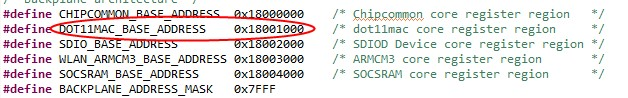 /* Backplane architecture */
#define CHIPCOMMON_BASE_ADDRESS 0x18000000 /* Chipcommon core register region */
#define DOT11MAC_BASE_ADDRESS 0x18001000 /* dot11mac core register region */
#define SDIO_BASE_ADDRESS 0x18002000 /* SDIOD Device core register region */
#define WLAN_ARMCM3_BASE_ADDRESS 0x18003000 /* ARMCM3 core register region */
#define SOCSRAM_BASE_ADDRESS 0x18004000 /* SOCSRAM core register region */
#define BACKPLANE_ADDRESS_MASK 0x7FFF